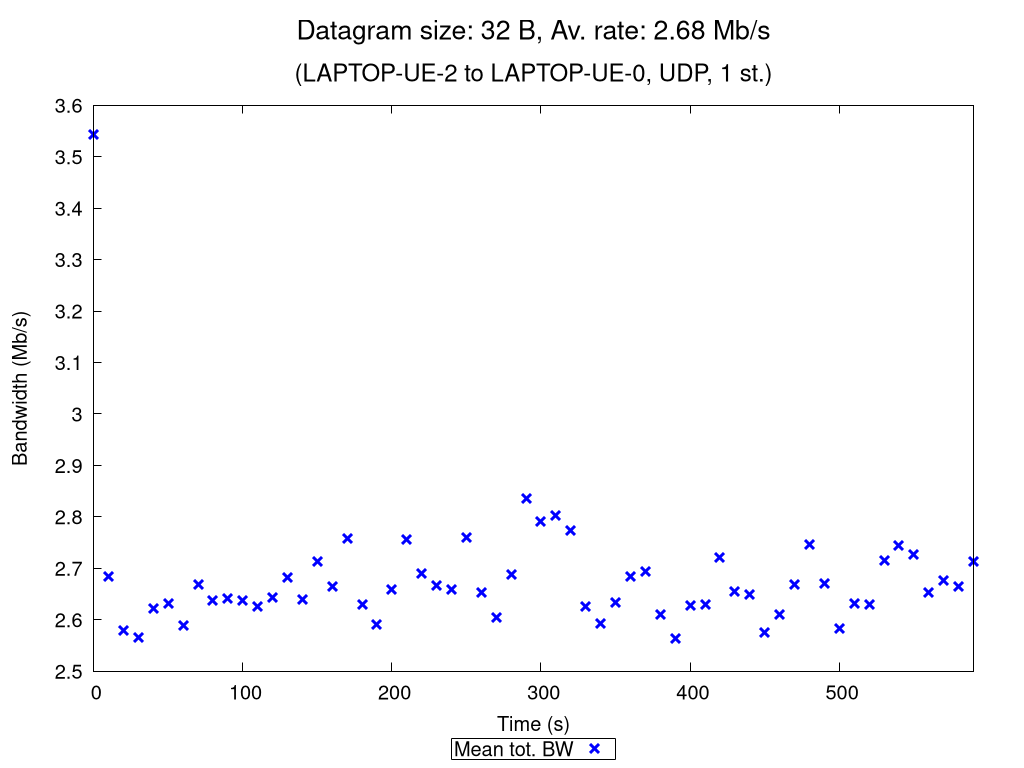 Datagram size: 32 B, Av. rate: 2.68 Mb/s
(LAPTOP-UE-2 to LAPTOP-UE-0, UDP, 1 st.)
3.6
3.5
3.4
3.3
3.2
3.1
3
2.9
2.8
2.7
2.6
2.5
Bandwidth (Mb/s)
0 100 200 300 400 500
Time (s)
Mean tot. BW